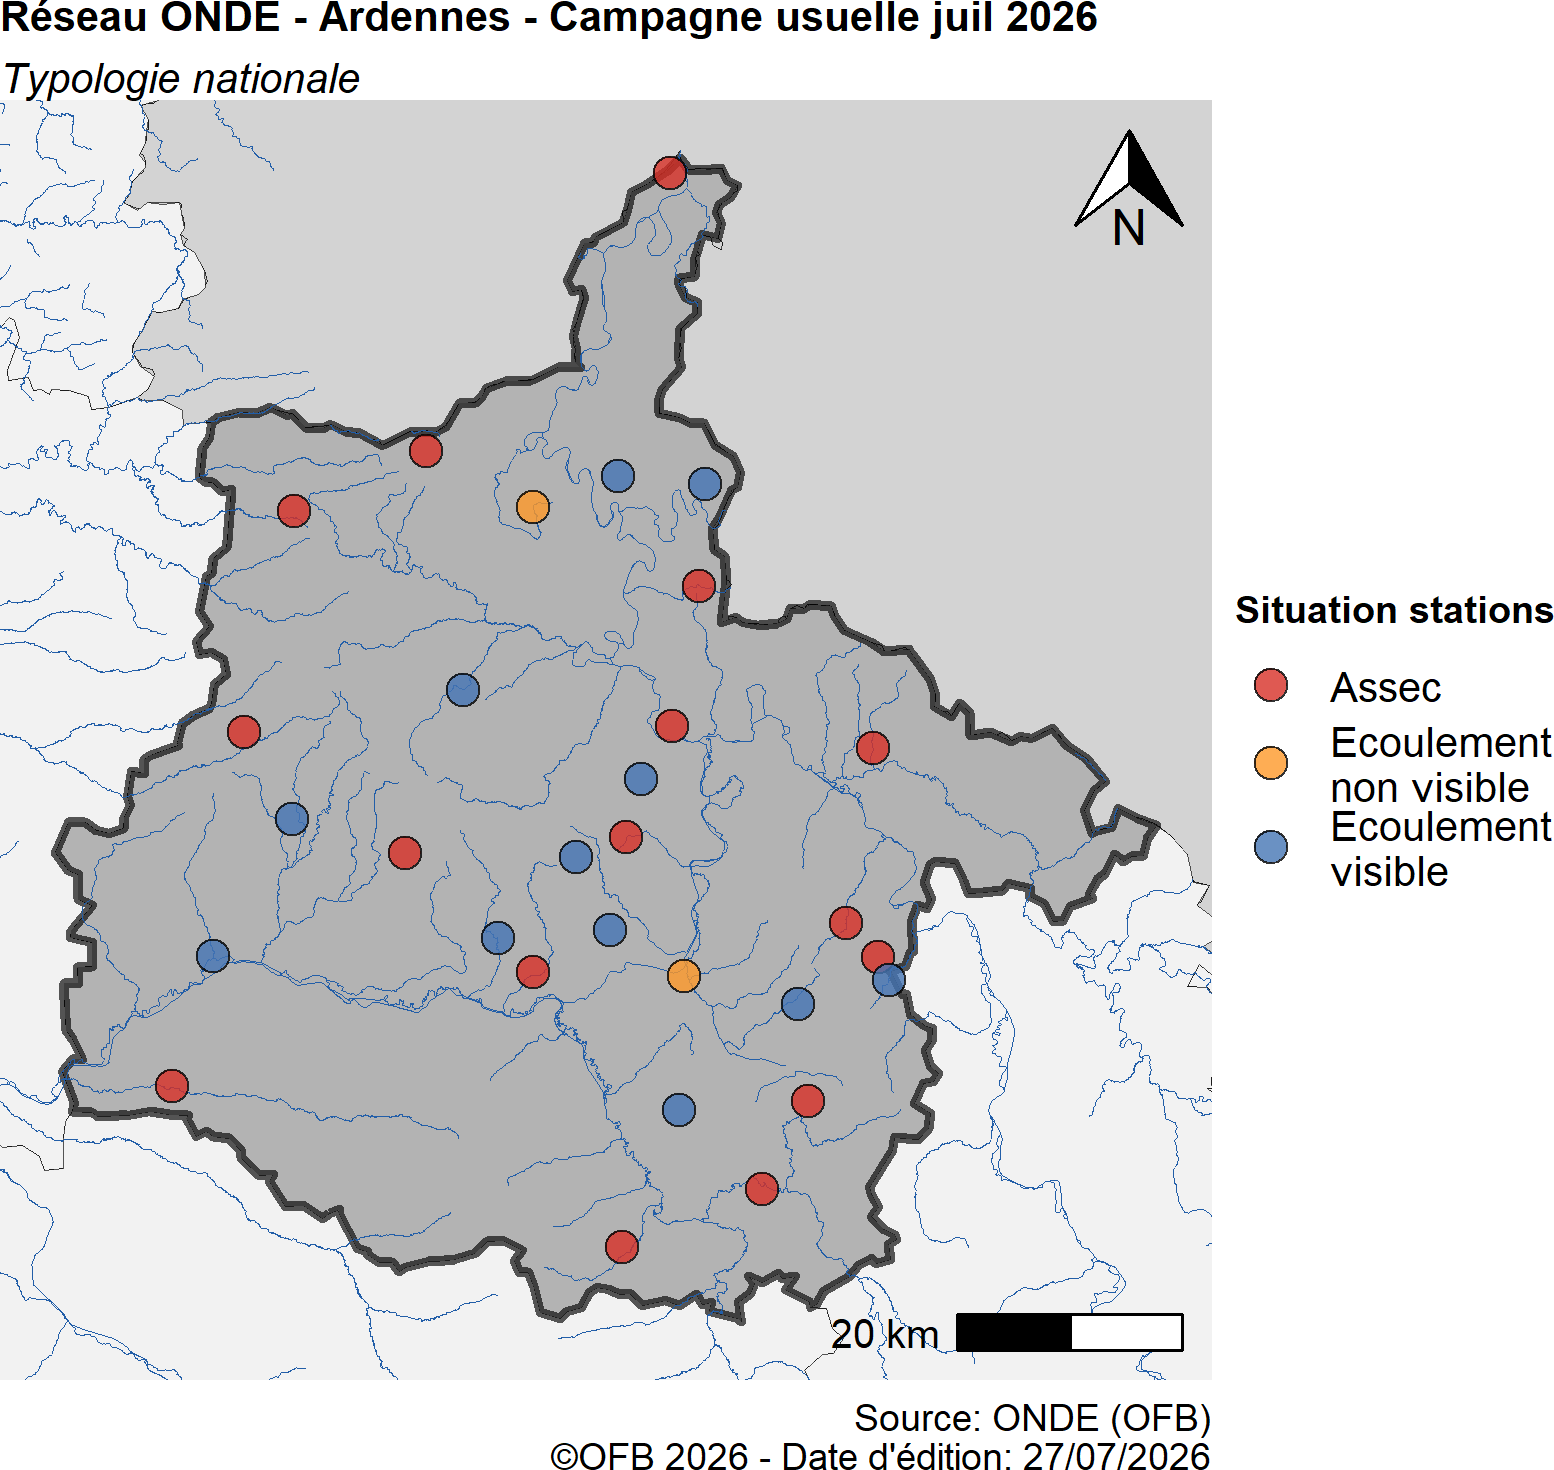 Réseau ONDE - Ardennes - Campagne usuelle juil 2026
Typologie nationale
N
Situation stations
Assec
Ecoulement
non visible
Ecoulement
visible
20 km
Source: ONDE (OFB)
©OFB 2026 - Date d'édition: 27/07/2026